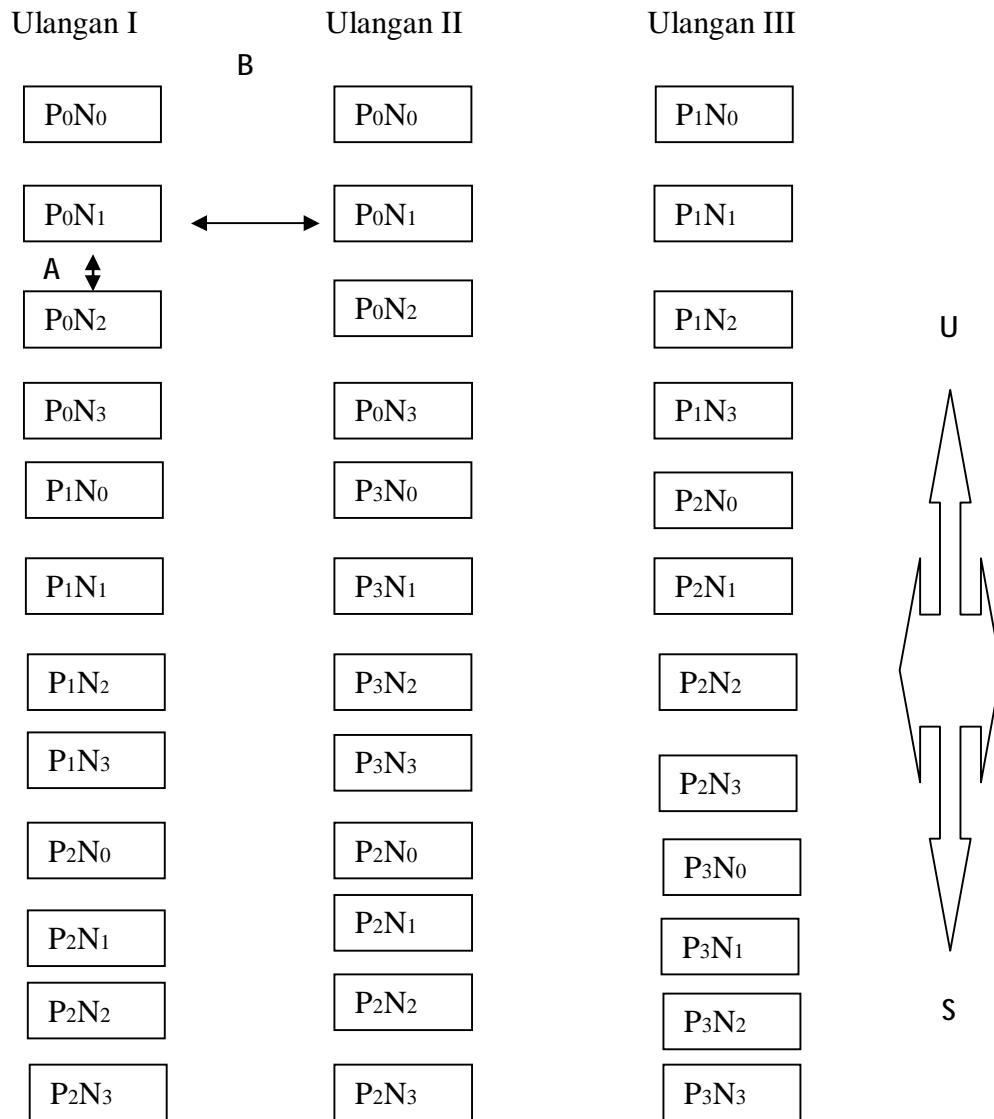 Ulangan I Ulangan II Ulangan III
B
P0N0 P0N0 P1N0
P0N1 P0N1 P1N1
A
P0N2 P0N2 P1N2
U
P0N3 P0N3 P1N3
P1N0 P3N0 P2N0
P1N1 P3N1 P2N1
P1N2 P3N2 P2N2
P1N3 P3N3 P2N3
P2N0 P2N0 P3N0
P2N1 P2N1 P3N1
P2N2 P2N2 P3N2
S
P2N3 P2N3 P3N3